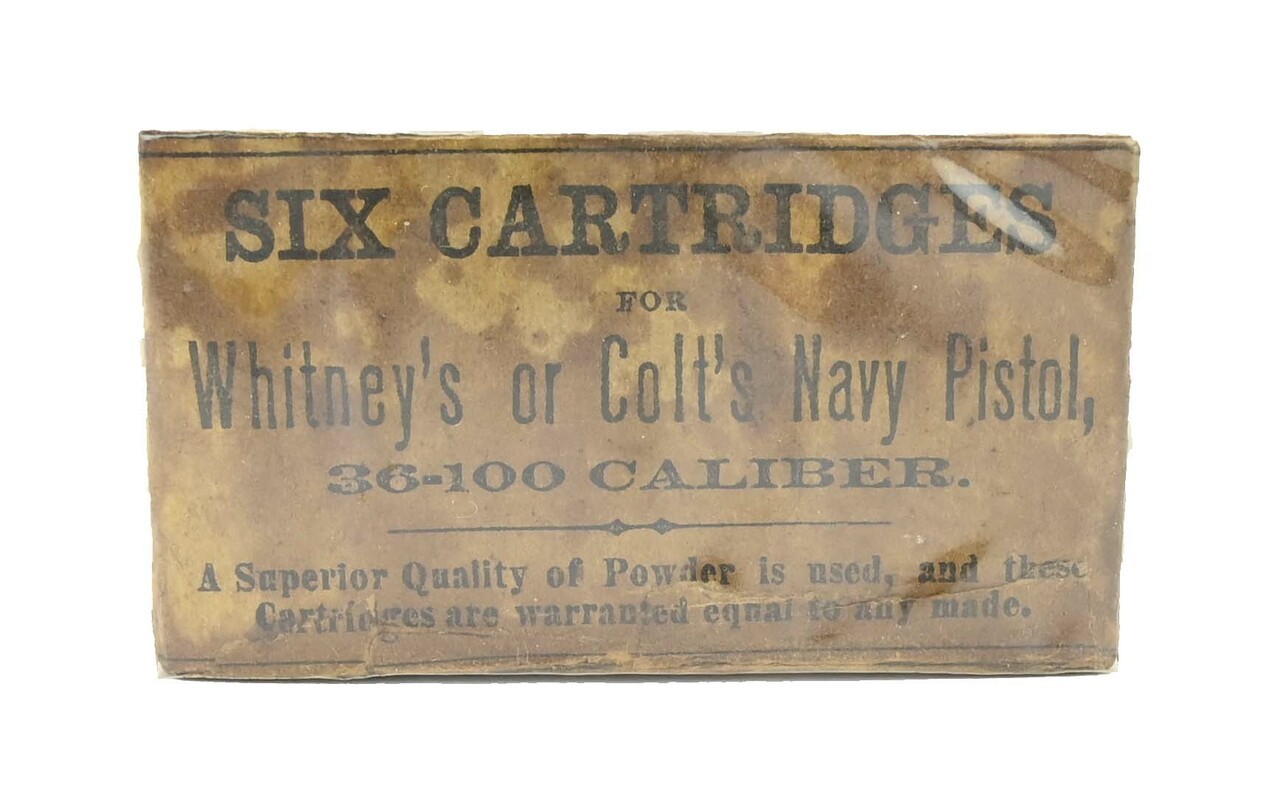 SIX CARTRIDGES
FOR
Whitney's or Colt's Navy Pistol,
36-100 CALIBER.
A Superior Quality of Powder is used, and these
Cartridges are warranted equal to any made.